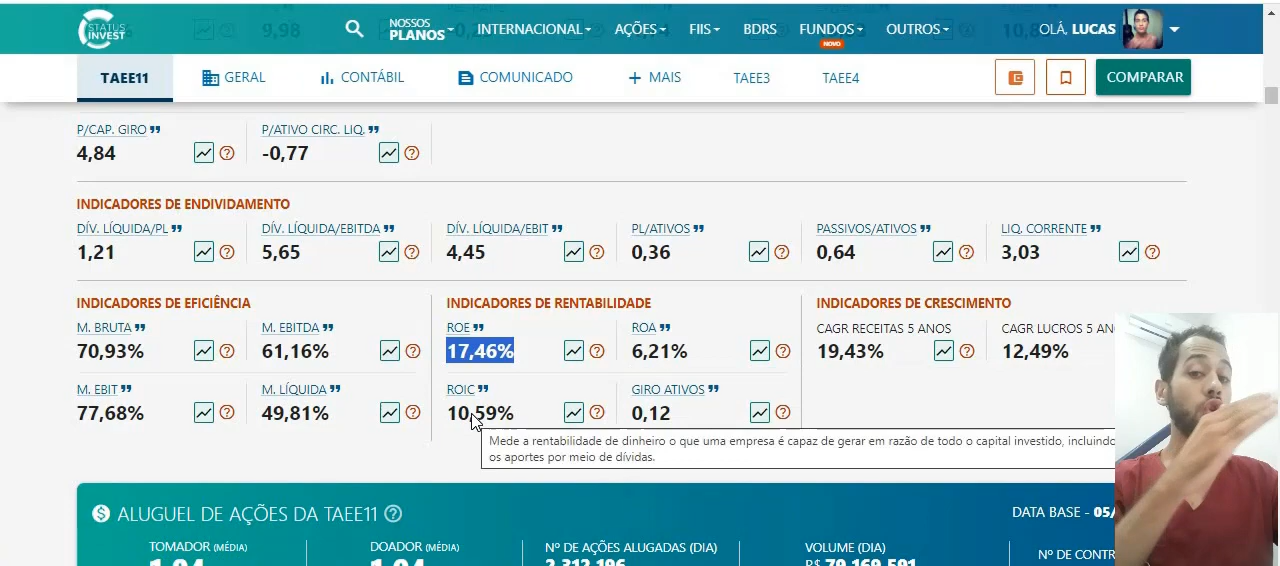 STATUS INVEST
NOSSOS PLANOS
INTERNACIONAL
AÇÕES
FIIS
BDRS
FUNDOS
NOVO
OUTROS
OLÁ, LUCAS
TAEE11
GERAL
CONTÁBIL
COMUNICADO
+ MAIS
TAEE3
TAEE4
COMPARAR
P/CAP. GIRO
P/ATIVO CIRC. LIQ.
4,84
-0,77
INDICADORES DE ENDIVIDAMENTO
DÍV. LÍQUIDA/PL
DÍV. LÍQUIDA/EBITDA
DÍV. LÍQUIDA/EBIT
PL/ATIVOS
PASSIVOS/ATIVOS
LIQ. CORRENTE
1,21
5,65
4,45
0,36
0,64
3,03
INDICADORES DE EFICIÊNCIA
INDICADORES DE RENTABILIDADE
INDICADORES DE CRESCIMENTO
M. BRUTA
M. EBITDA
ROE
ROA
CAGR RECEITAS 5 ANOS
CAGR LUCROS 5 AN
70,93%
61,16%
17,46%
6,21%
19,43%
12,49%
M. EBIT
M. LÍQUIDA
ROIC
GIRO ATIVOS
77,68%
49,81%
10,59%
0,12
Mede a rentabilidade de dinheiro o que uma empresa é capaz de gerar em razão de todo o capital investido, incluindo
os aportes por meio de dívidas.
ALUGUEL DE AÇÕES DA TAEE11
DATA BASE - 05/
TOMADOR (MÉDIA)
DOADOR (MÉDIA)
Nº DE AÇÕES ALUGADAS (DIA)
VOLUME (DIA)
Nº DE CONTR
2.312.196
R$ 79.169.591